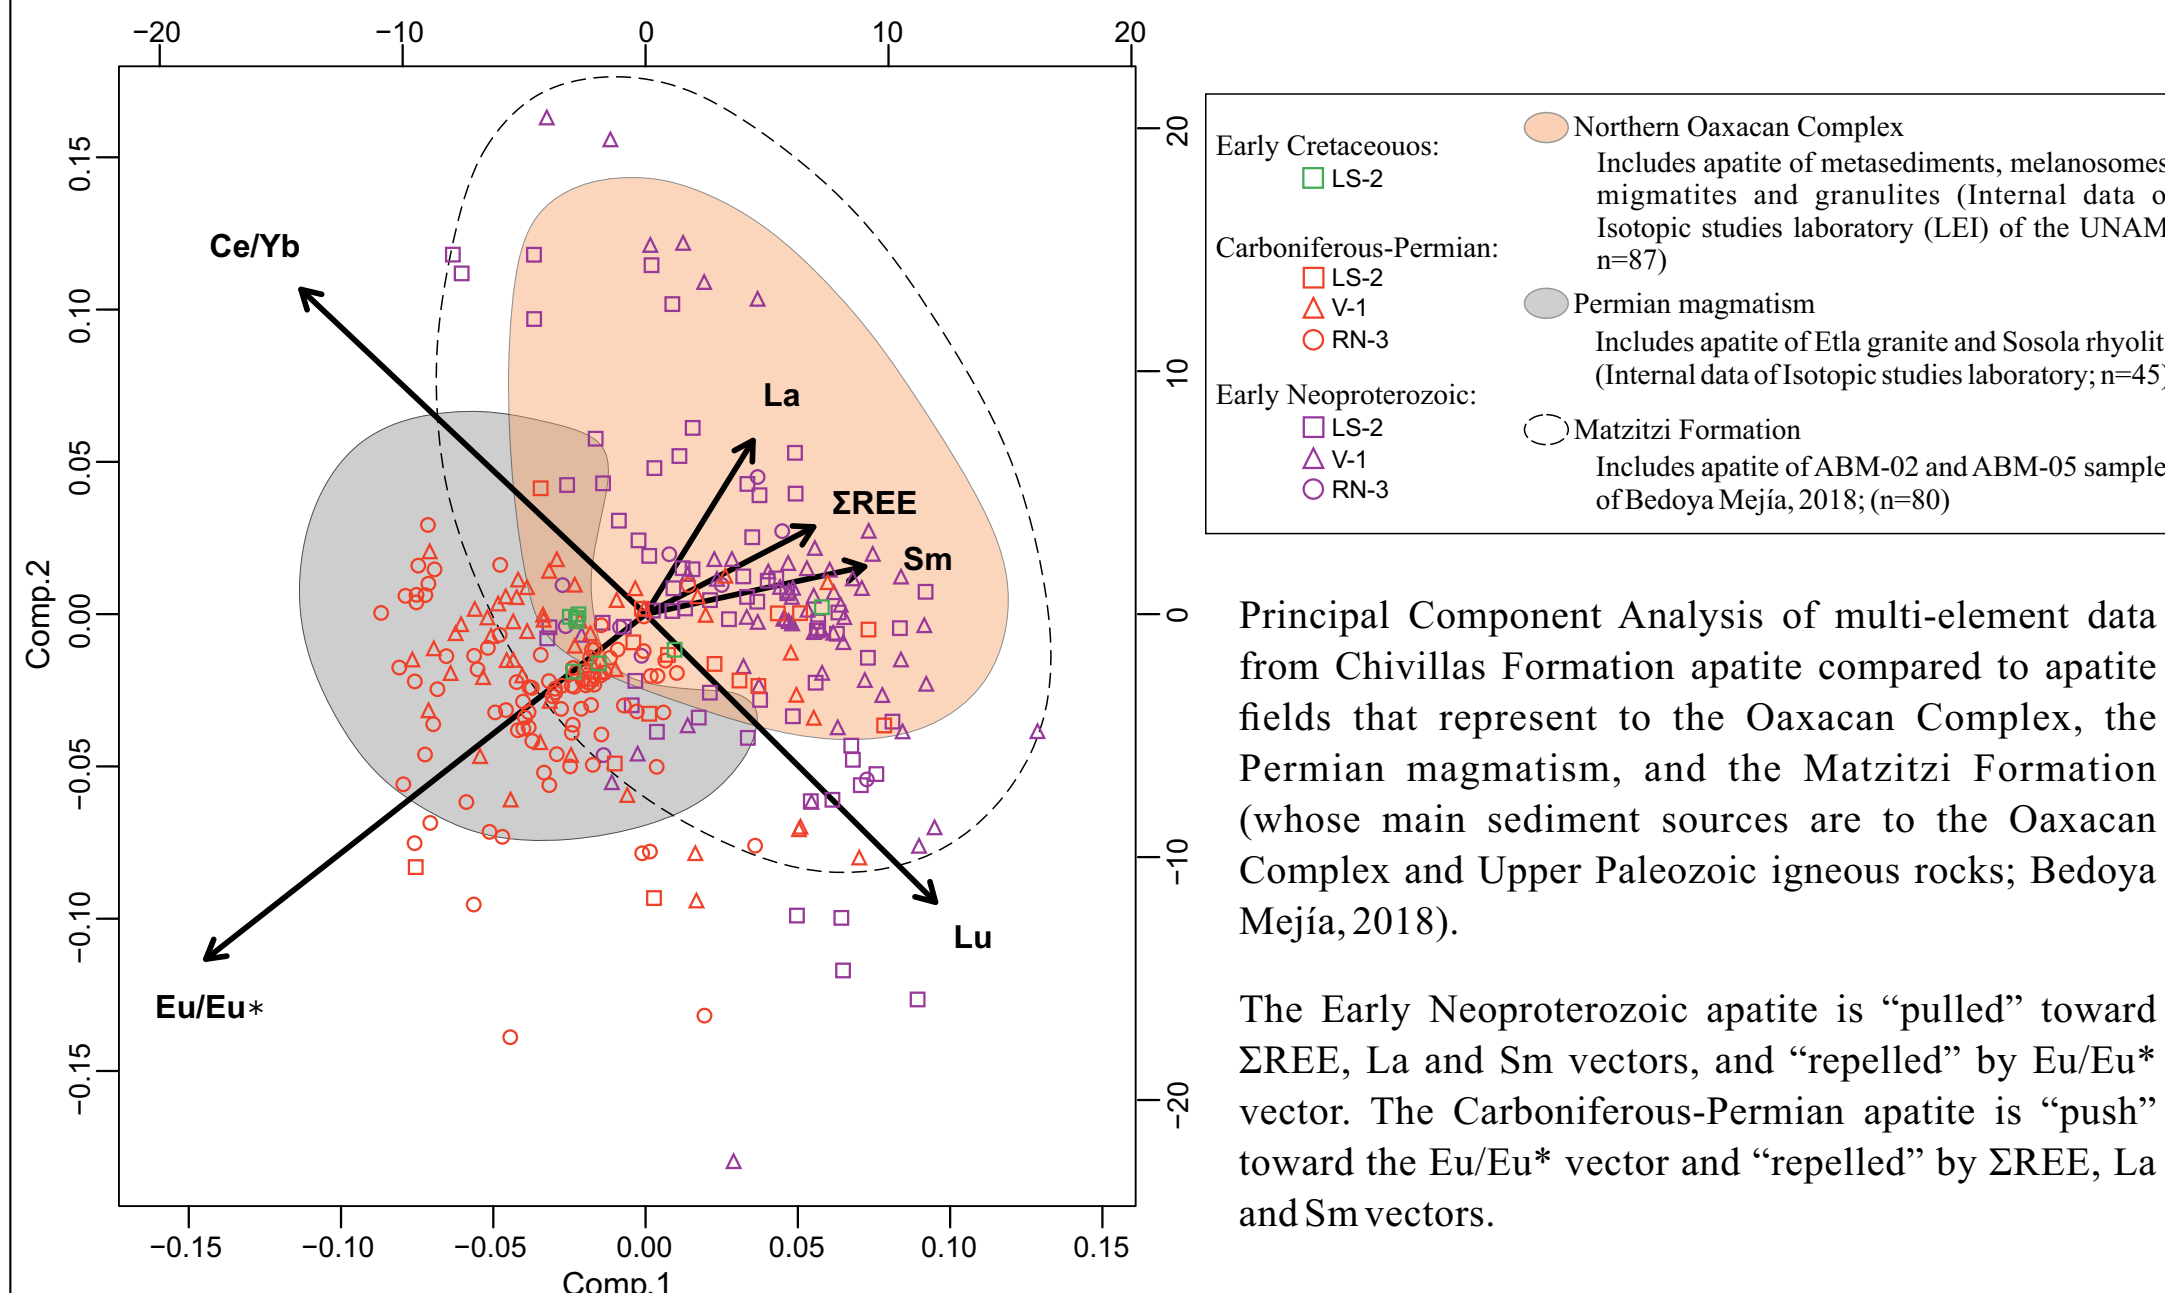 −20 −10 0 10 20
0.15
0.10
0.05
0.00
−0.05
−0.10
−0.15
Comp.2
20
10
0
−10
−20
Ce/Yb
La
ΣREE
Sm
Lu
Eu/Eu*
−0.15 −0.10 −0.05 0.00 0.05 0.10 0.15
Comp.1
Early Cretaceouos:
LS-2
Carboniferous-Permian:
LS-2
V-1
RN-3
Early Neoproterozoic:
LS-2
V-1
RN-3
Northern Oaxacan Complex
Includes apatite of metasediments, melanosomes
migmatites and granulites (Internal data o
Isotopic studies laboratory (LEI) of the UNAM
n=87)
Permian magmatism
Includes apatite of Etla granite and Sosola rhyolit
(Internal data of Isotopic studies laboratory; n=45)
Matzitzi Formation
Includes apatite of ABM-02 and ABM-05 sample
of Bedoya Mejía, 2018; (n=80)
Principal Component Analysis of multi-element data
from Chivillas Formation apatite compared to apatite
fields that represent to the Oaxacan Complex, the
Permian magmatism, and the Matzitzi Formation
(whose main sediment sources are to the Oaxacan
Complex and Upper Paleozoic igneous rocks; Bedoya
Mejía, 2018).
The Early Neoproterozoic apatite is “pulled” toward
ΣREE, La and Sm vectors, and “repelled” by Eu/Eu*
vector. The Carboniferous-Permian apatite is “push”
toward the Eu/Eu* vector and “repelled” by ΣREE, La
and Sm vectors.